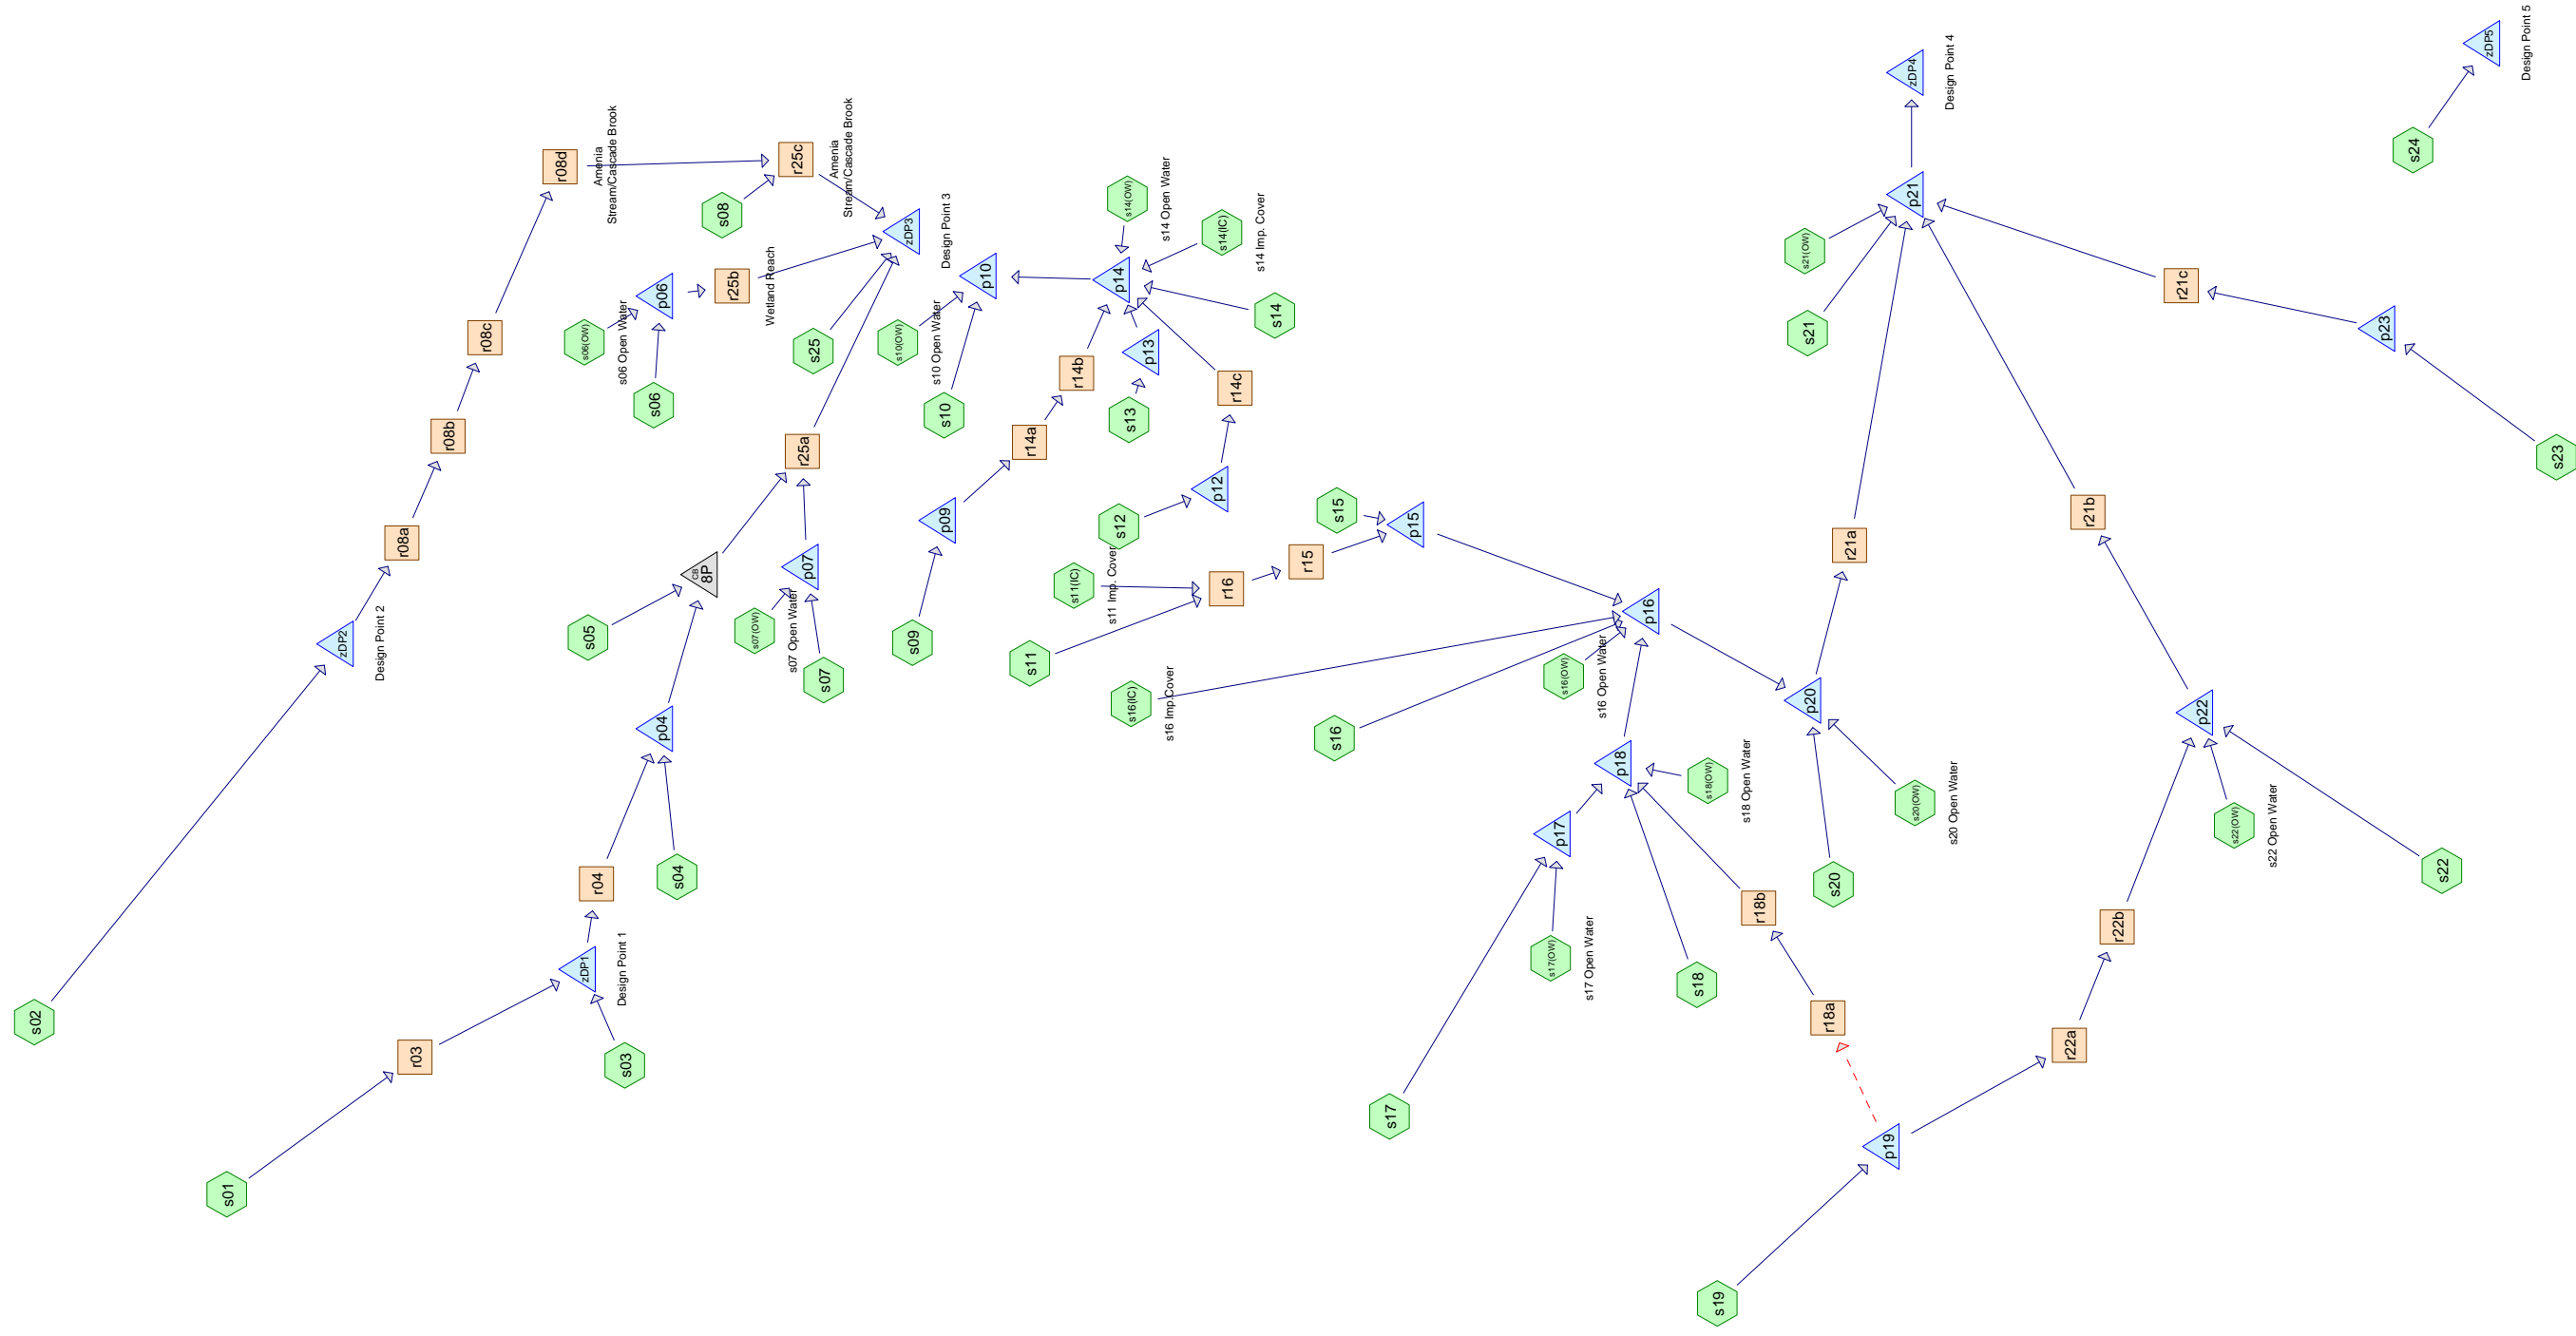 s02
s01
r03
s03
zDP1
Design Point 1
r04
s04
p04
s05
CB
8P
s07(OW)
s07 Open Water
s07
p07
r25a
zDP2
Design Point 2
r08a
r08b
r08c
r08d
Amenia
Stream/Cascade Brook
s08
r25c
Amenia
Stream/Cascade Brook
s06(OW)
s06 Open Water
s06
p06
r25b
Wetland Reach
s25
zDP3
Design Point 3
s10(OW)
s10 Open Water
s10
p10
s09
p09
r14a
r14b
s13
p13
s12
p12
r14c
p14
s14(OW)
s14 Open Water
s14(IC)
s14 Imp. Cover
s14
s11(IC)
s11 Imp. Cover
s11
r16
r15
s15
p15
s16(IC)
s16 Imp.Cover
s16
s16(OW)
s16 Open Water
p16
s17
s17(OW)
s17 Open Water
p17
s18
p18
s18(OW)
s18 Open Water
r18b
r18a
s19
p19
s20
s20(OW)
s20 Open Water
p20
r21a
r22a
r22b
s22(OW)
s22 Open Water
s22
p22
r21b
s21(OW)
s21
p21
s23
p23
r21c
zDP4
Design Point 4
s24
zDP5
Design Point 5